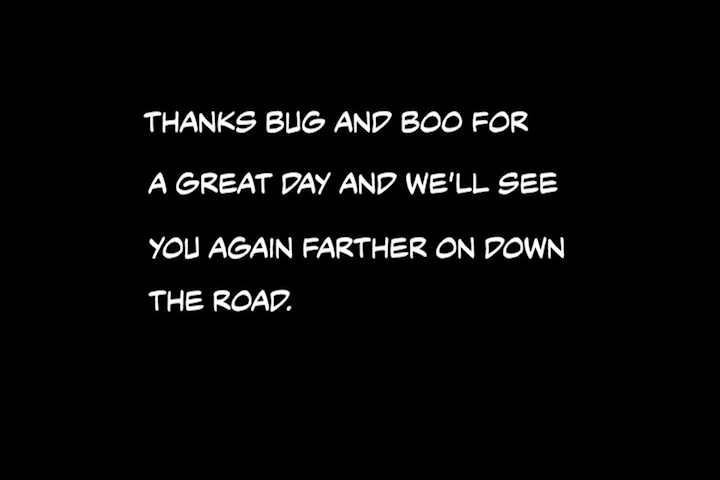 THANKS BUG AND BOO FOR
A GREAT DAY AND WE'LL SEE
YOU AGAIN FARTHER ON DOWN
THE ROAD.